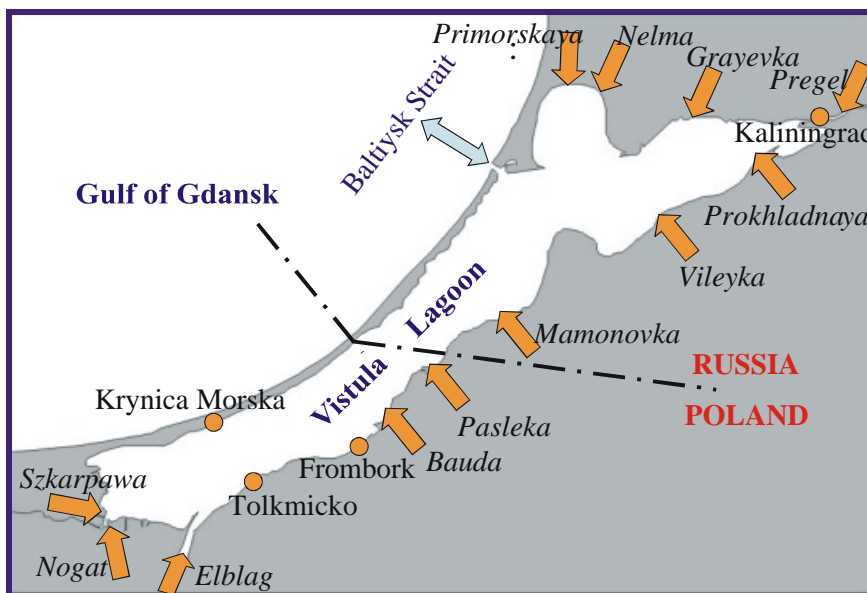 Primorskaya
Nelma
Grayevka
Pregel
Baltiysk Strait
Kaliningrad
Gulf of Gdansk
Prokhladnaya
Vileyka
Vistula Lagoon
Mamonovka
RUSSIA
POLAND
Krynica Morska
Pasleka
Bauda
Frombork
Szkarpawa
Tolkmicko
Nogat
Elblag